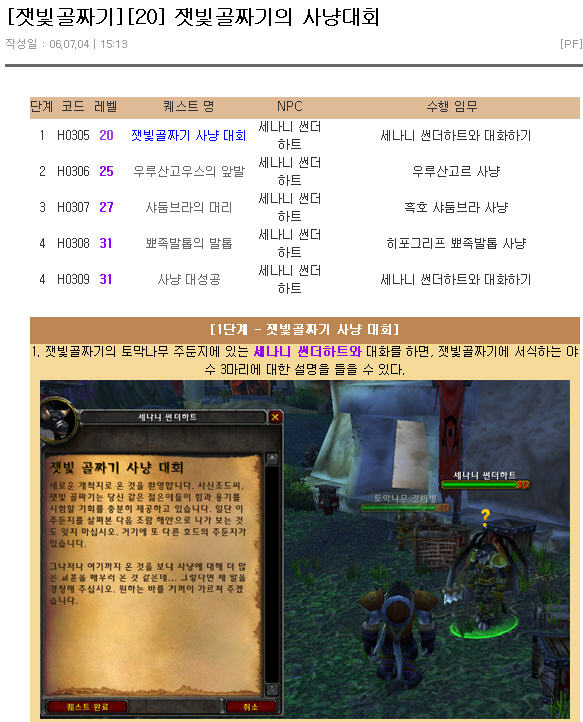 [잿빛골짜기][20] 잿빛골짜기의 사냥대회
작성일 : 06.07.04 | 15:13 [PF]
단계 코드 레벨 퀘스트 명 NPC 수행 임무
1 H0305 20 잿빛골짜기 사냥 대회 세나니 썬더하트 세나니 썬더하트와 대화하기
2 H0306 25 우루산고우스의 앞발 세나니 썬더하트 우루산고르 사냥
3 H0307 27 샤둠브라의 머리 세나니 썬더하트 흑호 샤둠브라 사냥
4 H0308 31 뾰족발톱의 발톱 세나니 썬더하트 히포그리프 뾰족발톱 사냥
4 H0309 31 사냥 대성공 세나니 썬더하트 세나니 썬더하트와 대화하기
[1단계 - 잿빛골짜기 사냥 대회]
1. 잿빛골짜기의 토막나무 주둔지에 있는 세나니 썬더하트와 대화를 하면, 잿빛골짜기에 서식하는 야
수 3마리에 대한 설명을 들을 수 있다.
세나니 썬더하트
잿빛 골짜기 사냥 대회
새로운 개척지로 온 것을 환영합니다. 사신초드씨.
잿빛 골짜기는 당신 같은 젊은이들이 힘과 용기를
시험할 기회를 충분히 제공하고 있습니다. 일단 이
주둔지를 살펴본 다음 조람 해안으로 나가 보는 것
도 잊지 마십시오. 거기에 또 다른 호드의 주둔지가
있습니다.
그나저나 여기까지 온 것을 보니 사냥에 대해 더 많
은 교훈을 배우러 온 것 같은데... 그렇다면 제 말을
경청해 주십시오. 원하는 바를 기꺼이 가르쳐 주겠
습니다.
퀘스트 완료
취소
세나니 썬더하트
30
토막나무 경비병